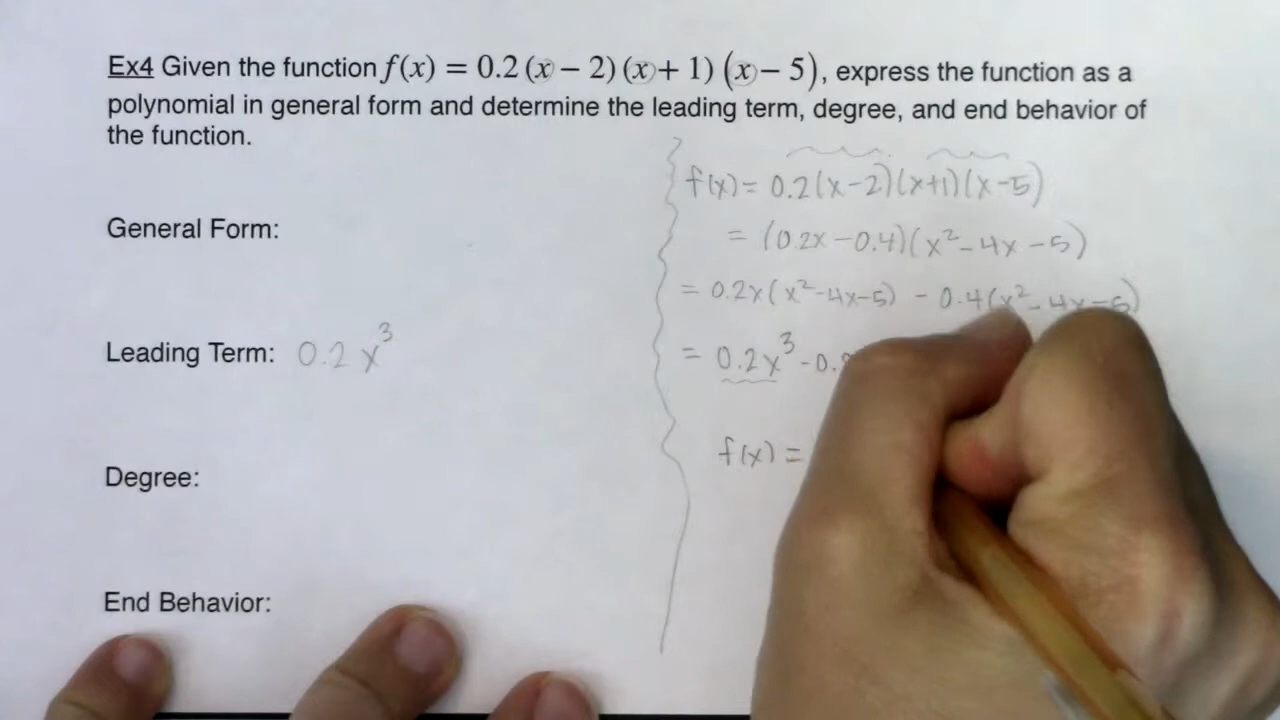 Ex4 Given the function f(x) = 0.2 (x − 2) (x + 1) (x − 5), express the function as a
polynomial in general form and determine the leading term, degree, and end behavior of
the function.
f(x) = 0.2(x-2)(x+1)(x-5)
General Form:
= (0.2x-0.4)(x²-4x-5)
= 0.2x(x²-4x-5) - 0.4(x²-4x-5)
Leading Term: 0.2x³
= 0.2x³-0.
f(x) =
Degree:
End Behavior: